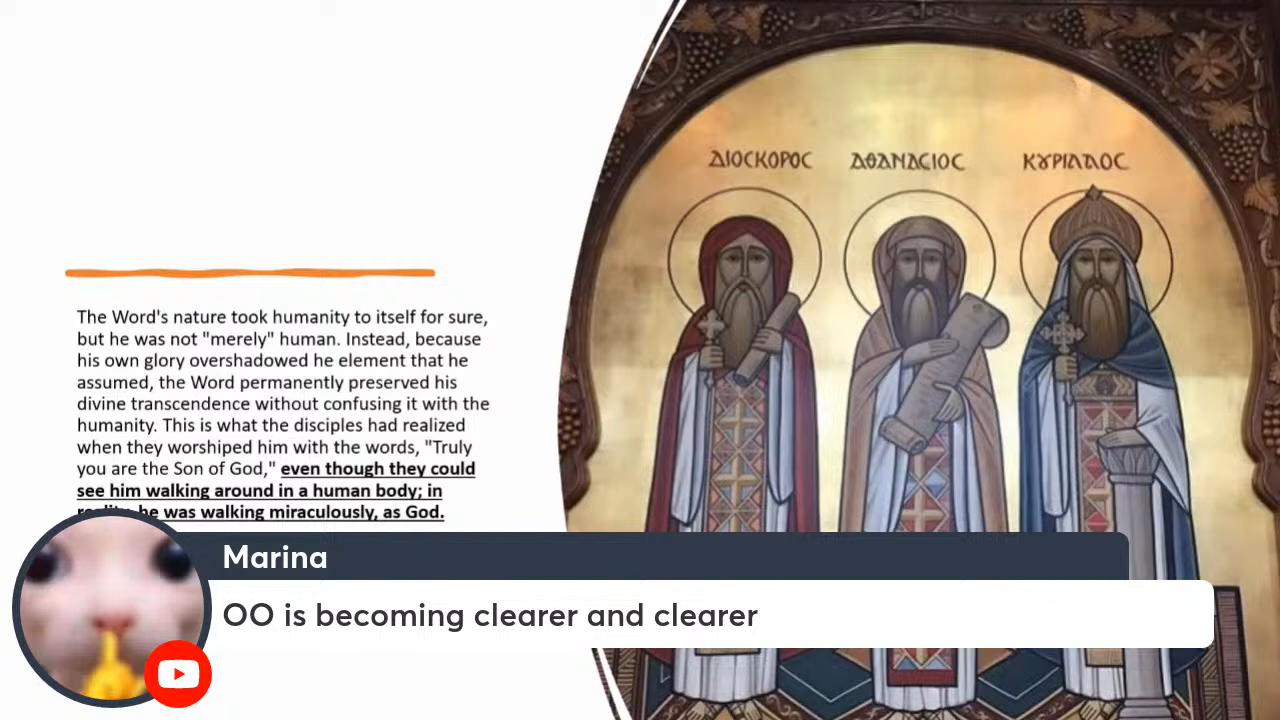 ΔΙΟCΚΟΡΟC ΑΘΑΝΑCΙΟC ΚΥΡΙΛΛΟC
The Word's nature took humanity to itself for sure,
but he was not "merely" human. Instead, because
his own glory overshadowed he element that he
assumed, the Word permanently preserved his
divine transcendence without confusing it with the
humanity. This is what the disciples had realized
when they worshiped him with the words, "Truly
you are the Son of God," even though they could
see him walking around in a human body; in
he was walking miraculously, as God.
Marina
OO is becoming clearer and clearer